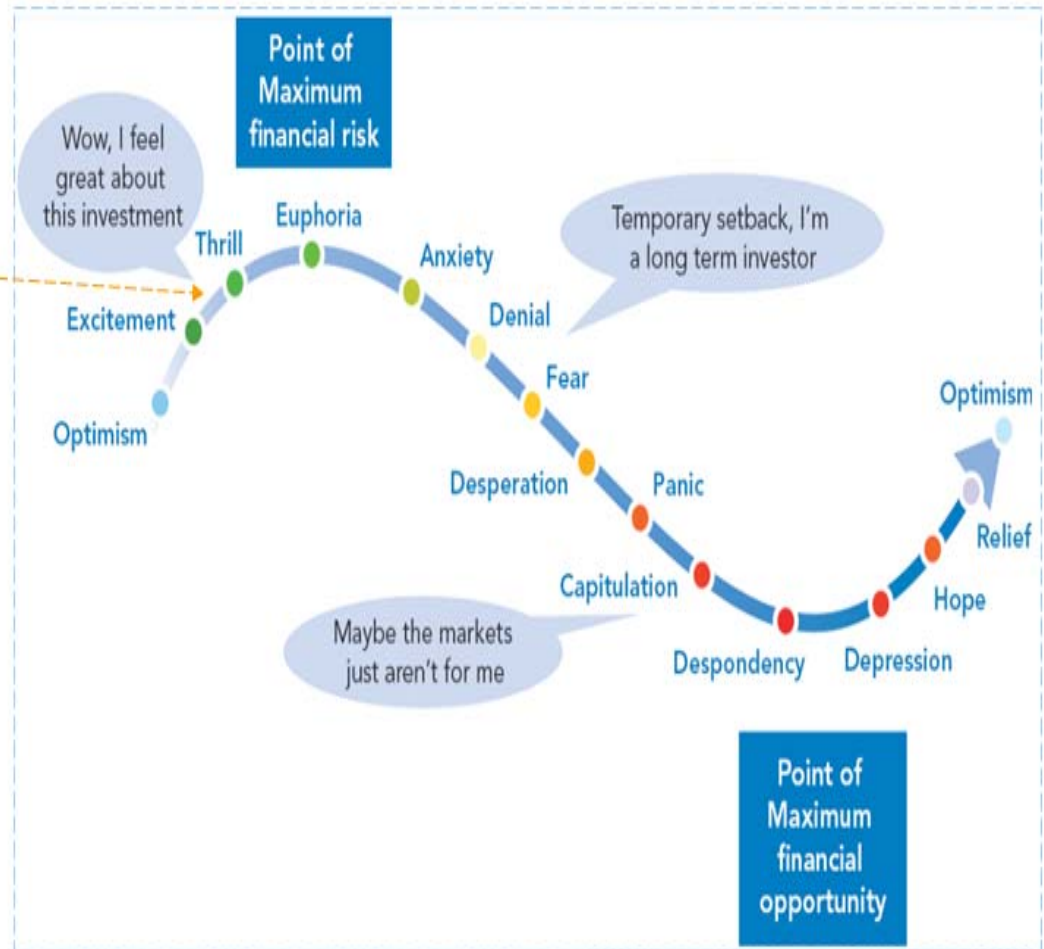 Point of
Maximum
financial risk
Wow, I feel
great about
this investment
Thrill
Euphoria
Anxiety
Temporary setback, I'm
a long term investor
Excitement
Denial
Optimism
Fear
Desperation
Panic
Capitulation
Maybe the markets
just aren't for me
Despondency
Depression
Hope
Relief
Optimism
Point of
Maximum
financial
opportunity